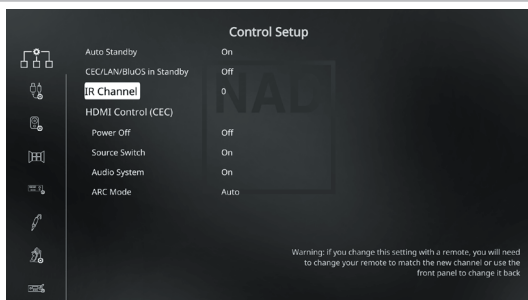 Control Setup
Auto Standby On
CEC/LAN/BluOS in Standby Off
IR Channel 0
HDMI Control (CEC)
Power Off Off
Source Switch On
Audio System On
ARC Mode Auto
NAD
Warning: if you change this setting with a remote, you will need
to change your remote to match the new channel or use the
front panel to change it back